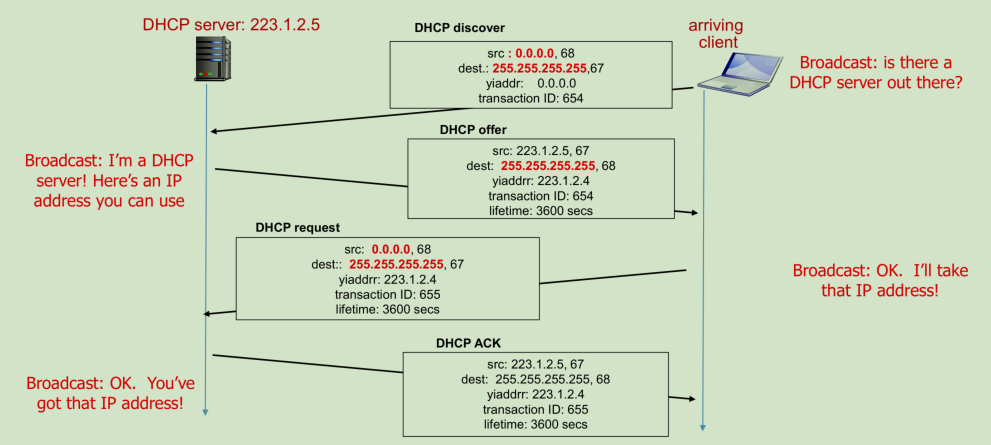 DHCP server: 223.1.2.5
DHCP discover
arriving
client
src : 0.0.0.0, 68
dest.: 255.255.255.255,67
yiaddr: 0.0.0.0
transaction ID: 654
Broadcast: is there a
DHCP server out there?
DHCP offer
src: 223.1.2.5, 67
dest: 255.255.255.255, 68
yiaddrr: 223.1.2.4
transaction ID: 654
lifetime: 3600 secs
Broadcast: I'm a DHCP
server! Here's an IP
address you can use
DHCP request
src: 0.0.0.0, 68
dest:: 255.255.255.255, 67
yiaddrr: 223.1.2.4
transaction ID: 655
lifetime: 3600 secs
Broadcast: OK. I'll take
that IP address!
DHCP ACK
src: 223.1.2.5, 67
dest: 255.255.255.255, 68
yiaddrr: 223.1.2.4
transaction ID: 655
lifetime: 3600 secs
Broadcast: OK. You've
got that IP address!